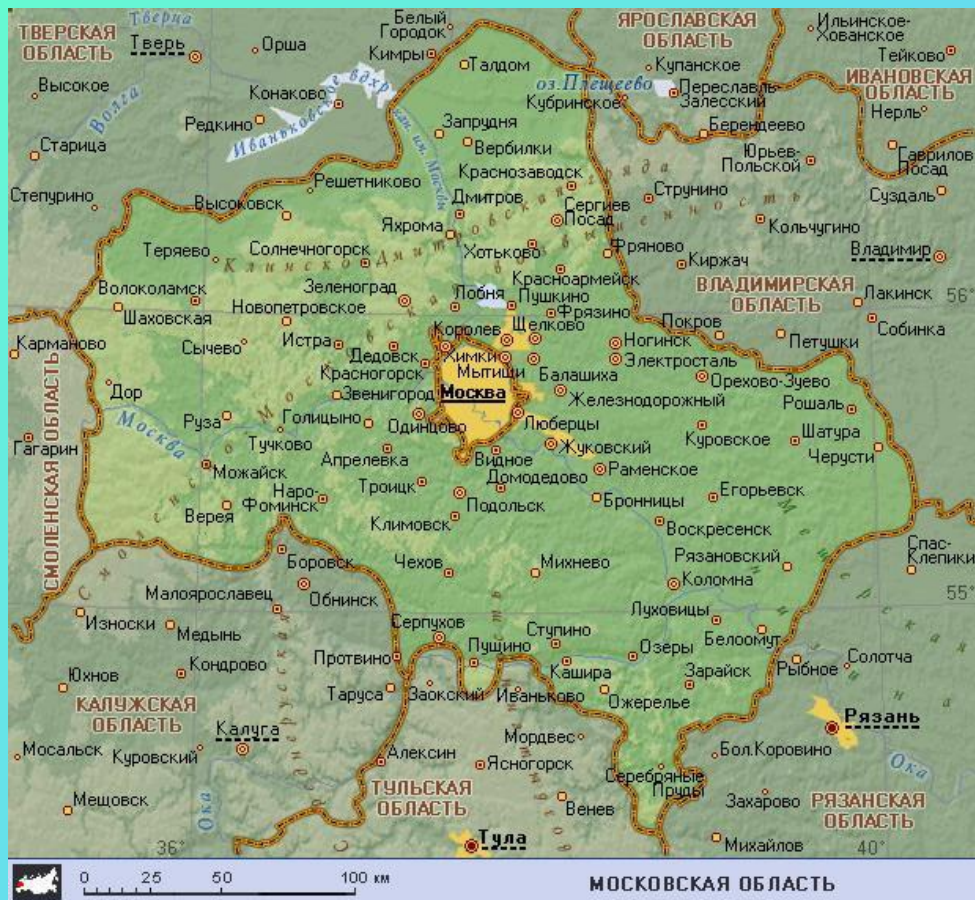 ТВЕРСКАЯ
ОБЛАСТЬ
Тверца
Тверь
Орша
Белый
Городок
Кимры
Талдом
ЯРОСЛАВСКАЯ
ОБЛАСТЬ
Ильинское-
Хованское
Тейково
ИВАНОВСКАЯ
ОБЛАСТЬ
Купанское
оз.Плещеево
Переславль-
Залесский
Кубринское
Нерль
Высокое
Волга
Конаково
Иваньковское вдхр
кан. им. Москвы
Редкино
Старица
Запрудня
Вербилки
Берендеево
Юрьев-
Польской
Гаврилов
Посад
Степурино
Решетниково
Высоковск
Краснозаводск
Дмитров
Сергиев
Посад
Струнино
Суздаль
Кольчугино
Яхрома
Хотьково
Фряново
Киржач
Владимир
Теряево
Солнечногорск
Клинско-Дмитровская гряда
Московская возвышенность
Смоленско
Красноармейск
ВЛАДИМИРСКАЯ
ОБЛАСТЬ
56°
Волоколамск
Зеленоград
Лобня
Пушкино
Лакинск
Шаховская
Новопетровское
Фрязино
Собинка
Карманово
Сычево
Истра
Королев
Щелково
Ногинск
Покров
Петушки
Дедовск
Химки
Мытищи
Электросталь
Красногорск
Балашиха
Орехово-Зуево
СМОЛЕНСКАЯ ОБЛАСТЬ
Дор
Звенигород
Москва
Железнодорожный
Рошаль
Москва
Руза
Голицыно
Одинцово
Люберцы
Куровское
Шатура
Гагарин
Тучково
Жуковский
Черусти
Можайск
Апрелевка
Видное
Раменское
Троицк
Домодедово
Верея
Наро-
Фоминск
Подольск
Бронницы
Егорьевск
Климовск
Воскресенск
Мещерская низина
Спас-
Клепики
Боровск
Чехов
Михнево
Рязановский
Коломна
55°
Малоярославец
Обнинск
Износки
Медынь
Луховицы
Белоомут
Серпухов
Ступино
Озеры
Рыбное
Солотча
Кондрово
Протвино
Пущино
Кашира
Зарайск
Юхнов
Таруса
Заокский
Иваньково
Ожерелье
КАЛУЖСКАЯ
ОБЛАСТЬ
Среднерусская
Рязань
Мосальск
Куровский
Калуга
Алексин
Мордвес
Бол.Коровино
Ясногорск
Ока
Серебряные
Пруды
Мещовск
ТУЛЬСКАЯ
ОБЛАСТЬ
Венев
Захарово
РЯЗАНСКАЯ
ОБЛАСТЬ
Ока
36°
Тула
Михайлов
40°
0 25 50 100 км
МОСКОВСКАЯ ОБЛАСТЬ